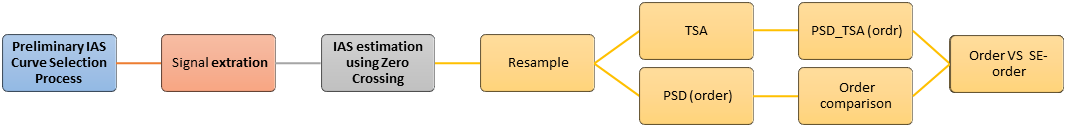 Preliminary IAS
Curve Selection
Process
Signal extration
IAS estimation
using Zero
Crossing
Resample
TSA
PSD_TSA (ordr)
PSD (order)
Order
comparison
Order VS SE-
order